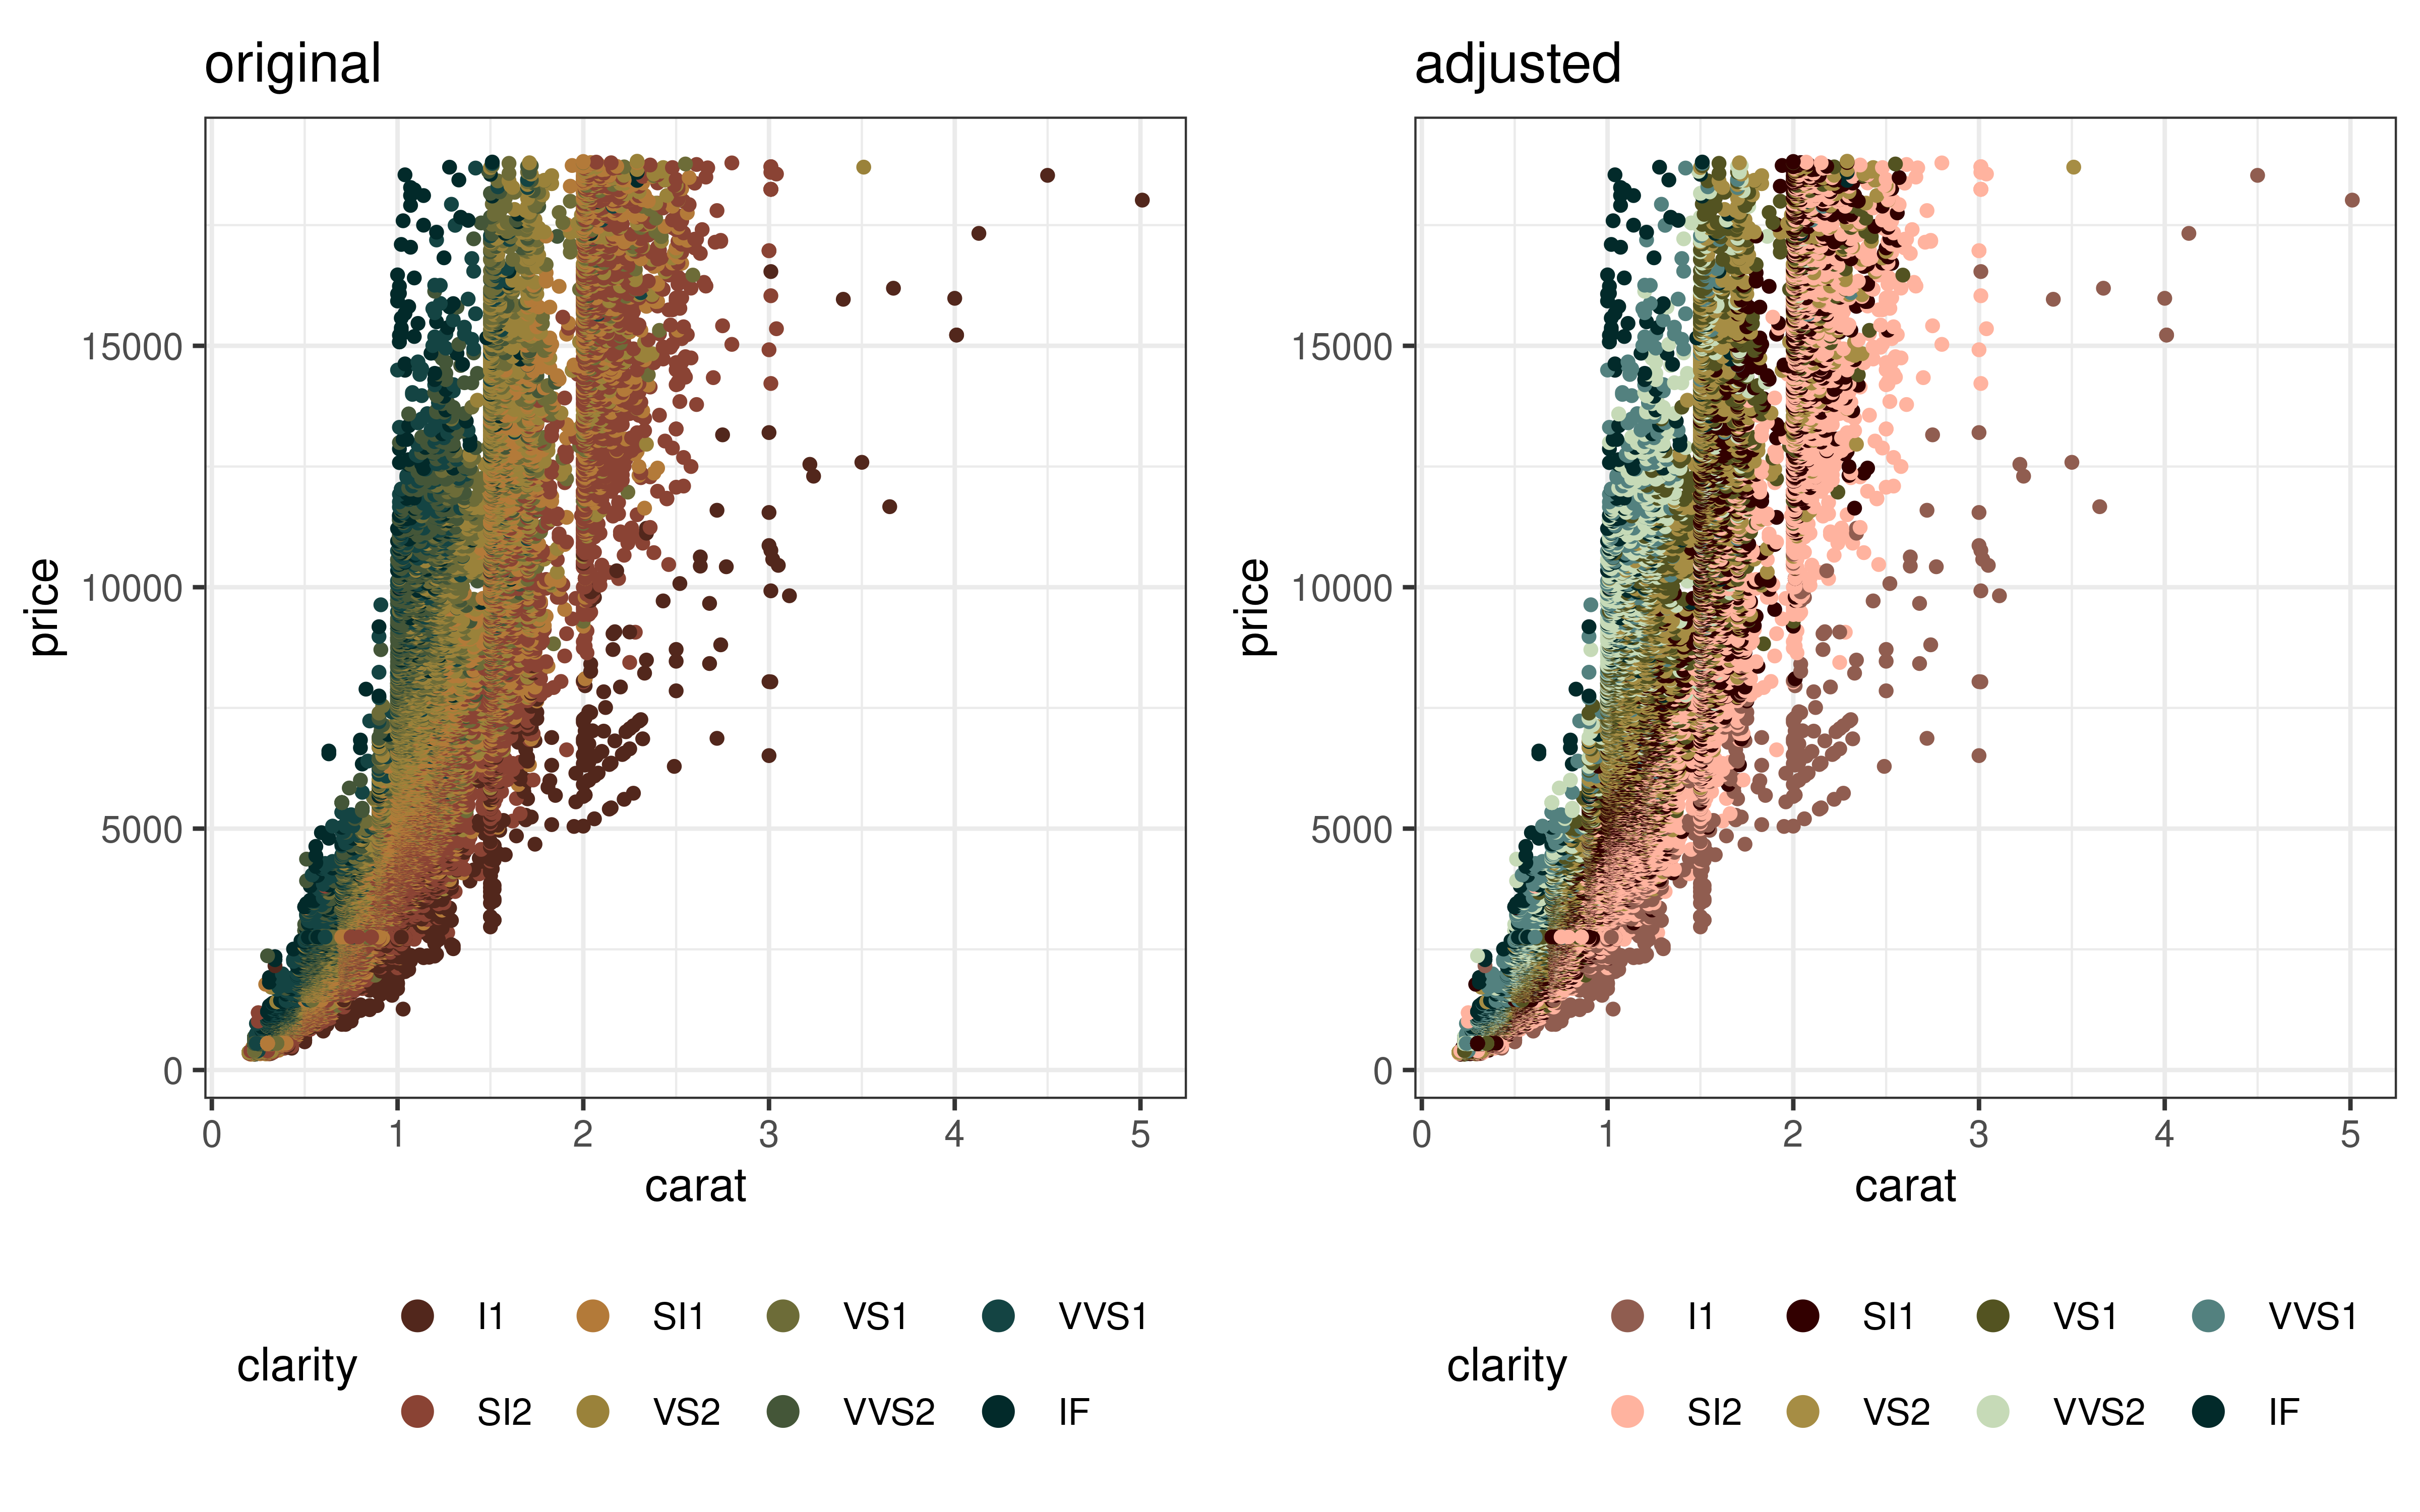 original
price
15000
10000
5000
0
0 1 2 3 4 5
carat
clarity
I1 SI1 VS1 VVS1
SI2 VS2 VVS2 IF
adjusted
price
15000
10000
5000
0
0 1 2 3 4 5
carat
clarity
I1 SI1 VS1 VVS1
SI2 VS2 VVS2 IF